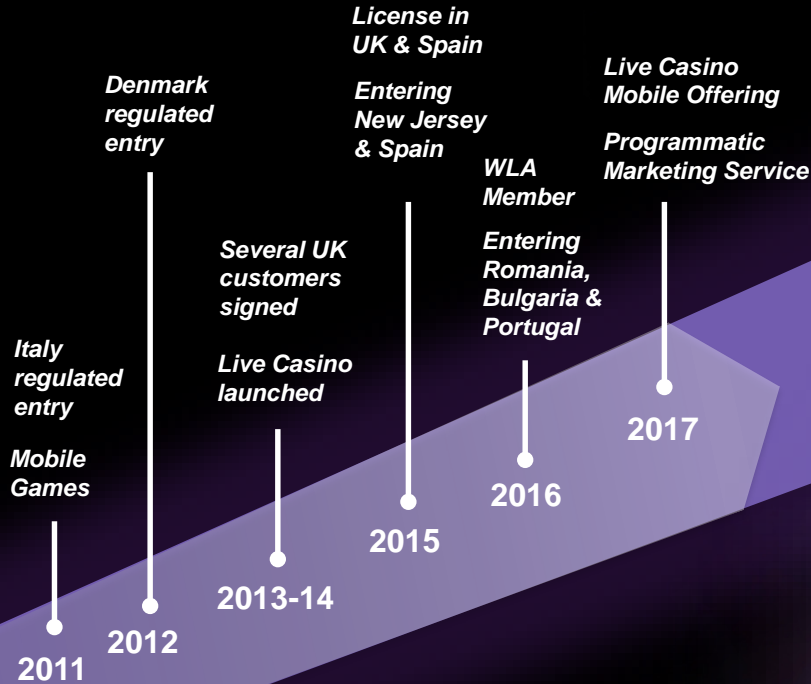 Italy
regulated
entry
Mobile
Games
2011
Denmark
regulated
entry
2012
Several UK
customers
signed
Live Casino
launched
2013-14
License in
UK & Spain
Entering
New Jersey
& Spain
2015
WLA
Member
Entering
Romania,
Bulgaria &
Portugal
2016
Live Casino
Mobile Offering
Programmatic
Marketing Service
2017